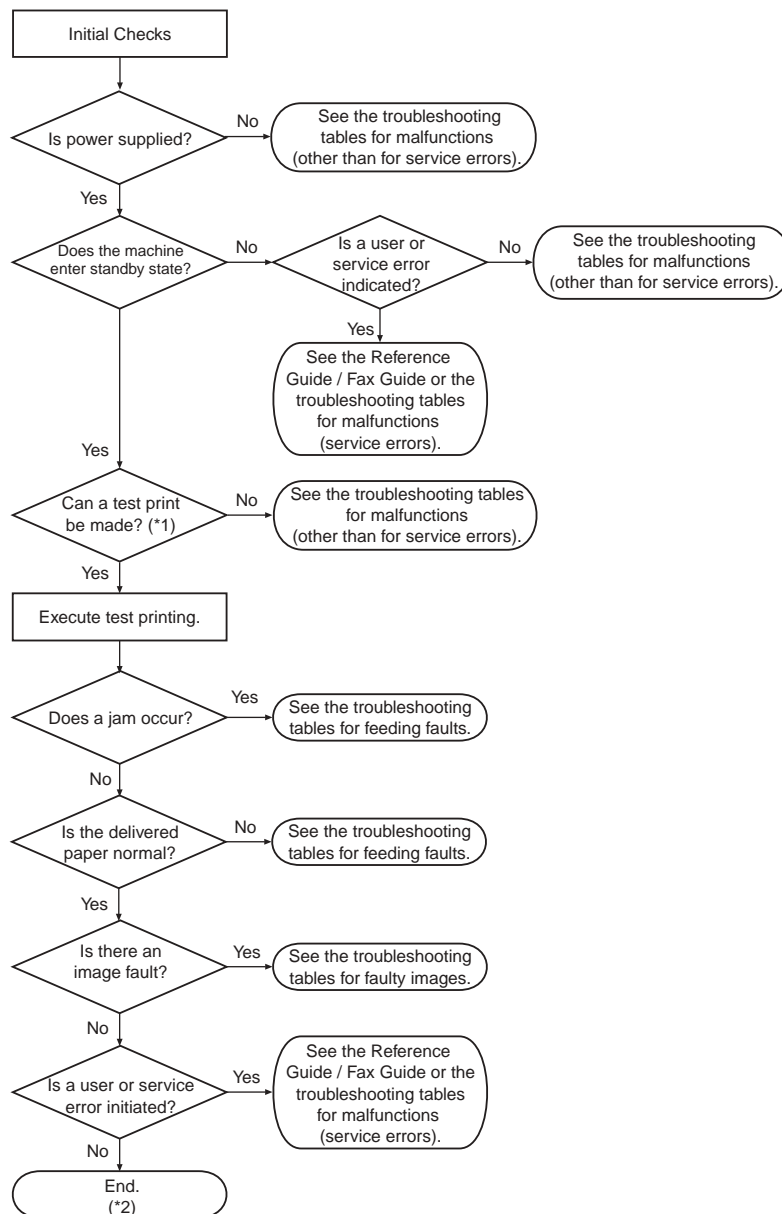 Initial Checks
Is power supplied?
No
See the troubleshooting
tables for malfunctions
(other than for service errors).
Yes
Does the machine
enter standby state?
No
Is a user or
service error
indicated?
No
See the troubleshooting
tables for malfunctions
(other than for service errors).
Yes
See the Reference
Guide / Fax Guide or the
troubleshooting tables
for malfunctions
(service errors).
Yes
Can a test print
be made? (*1)
No
See the troubleshooting tables
for malfunctions
(other than for service errors).
Yes
Execute test printing.
Does a jam occur?
Yes
See the troubleshooting
tables for feeding faults.
No
Is the delivered
paper normal?
No
See the troubleshooting
tables for feeding faults.
Yes
Is there an
image fault?
Yes
See the troubleshooting
tables for faulty images.
No
Is a user or service
error initiated?
Yes
See the Reference
Guide / Fax Guide or the
troubleshooting tables
for malfunctions
(service errors).
No
End.
(*2)